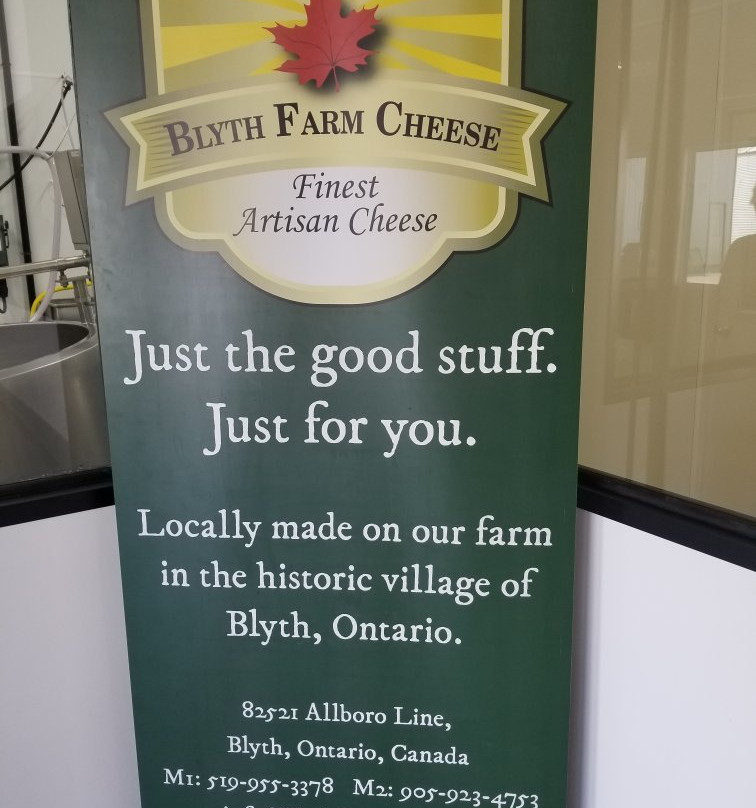 BLYTH FARM CHEESE
Finest
Artisan Cheese
Just the good stuff.
Just for you.
Locally made on our farm
in the historic village of
Blyth, Ontario.
82521 Allboro Line,
Blyth, Ontario, Canada
M1: 519-955-3378 M2: 905-923-4753